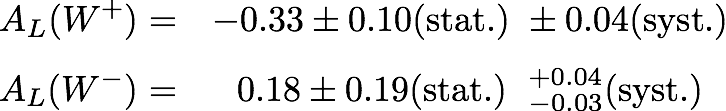 A_L(W^+) = −0.33 ± 0.10(stat.) ± 0.04(syst.)
A_L(W^−) = 0.18 ± 0.19(stat.) ^{+0.04}_{−0.03}(syst.)